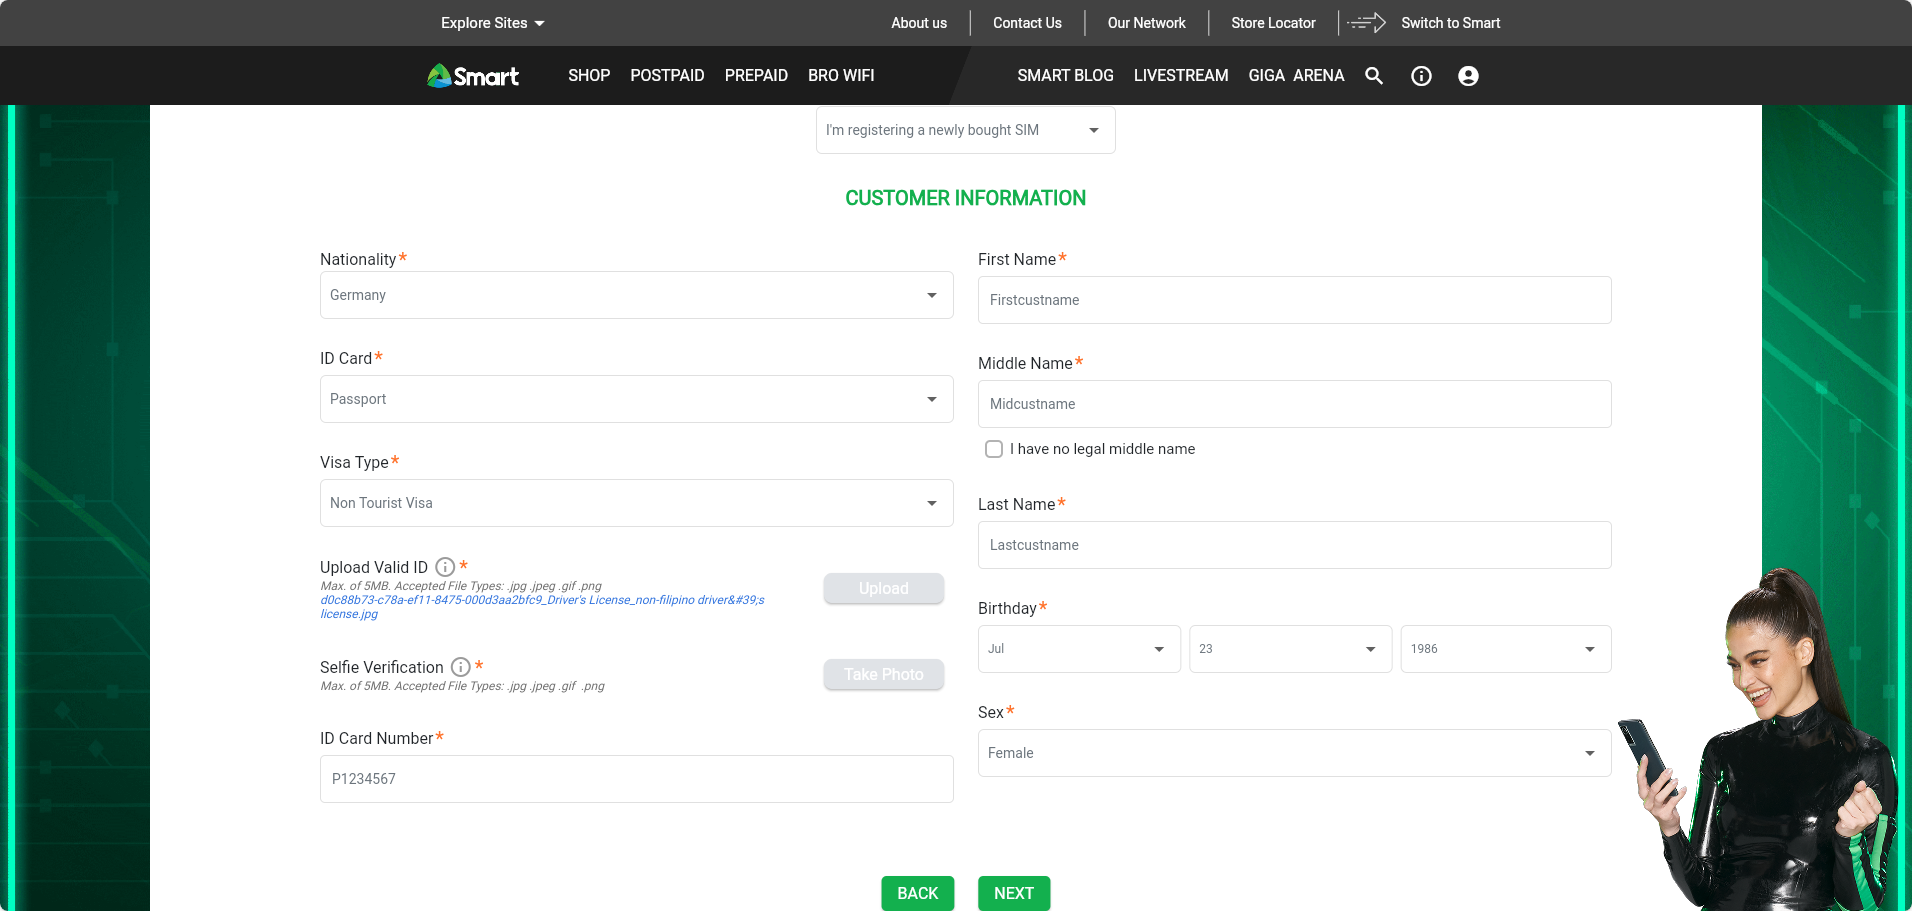 Explore Sites
About us
Contact Us
Our Network
Store Locator
Switch to Smart
Smart
SHOP
POSTPAID
PREPAID
BRO WIFI
SMART BLOG
LIVESTREAM
GIGA ARENA
I'm registering a newly bought SIM
CUSTOMER INFORMATION
Nationality*
Germany
ID Card*
Passport
Visa Type*
Non Tourist Visa
Upload Valid ID *
Max. of 5MB. Accepted File Types: .jpg .jpeg .gif .png
d0c88b73-c78a-ef11-8475-000d3aa2bfc9_Driver's License_non-filipino driver&#39;s
license.jpg
Upload
Selfie Verification *
Max. of 5MB. Accepted File Types: .jpg .jpeg .gif .png
Take Photo
ID Card Number*
P1234567
First Name*
Firstcustname
Middle Name*
Midcustname
I have no legal middle name
Last Name*
Lastcustname
Birthday*
Jul
23
1986
Sex*
Female
BACK
NEXT